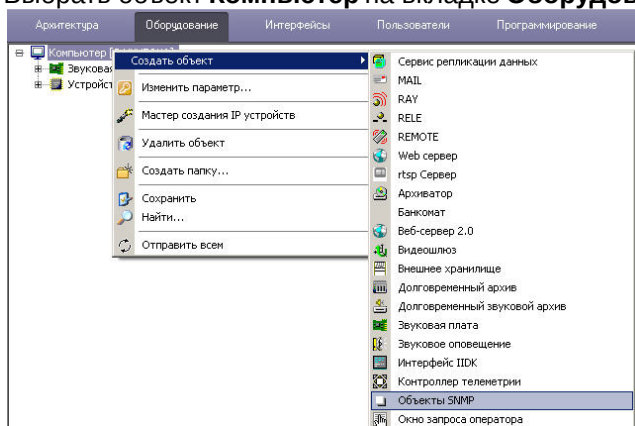 Выбрать объект Компьютер на вкладке Оборудов
Архитектура Оборудование Интерфейсы Пользователи Программирование
Компьютер
Звуковая
Устройст
Создать объект
Изменить параметр...
Мастер создания IP устройств
Удалить объект
Создать папку...
Сохранить
Найти...
Отправить всем
Сервис репликации данных
MAIL
RAY
RELE
REMOTE
Web сервер
rtsp Сервер
Архиватор
Банкомат
Веб-сервер 2.0
Видеошлюз
Внешнее хранилище
Долговременный архив
Долговременный звуковой архив
Звуковая плата
Звуковое оповещение
Интерфейс IIDK
Контроллер телеметрии
Объекты SNMP
Окно запроса оператора